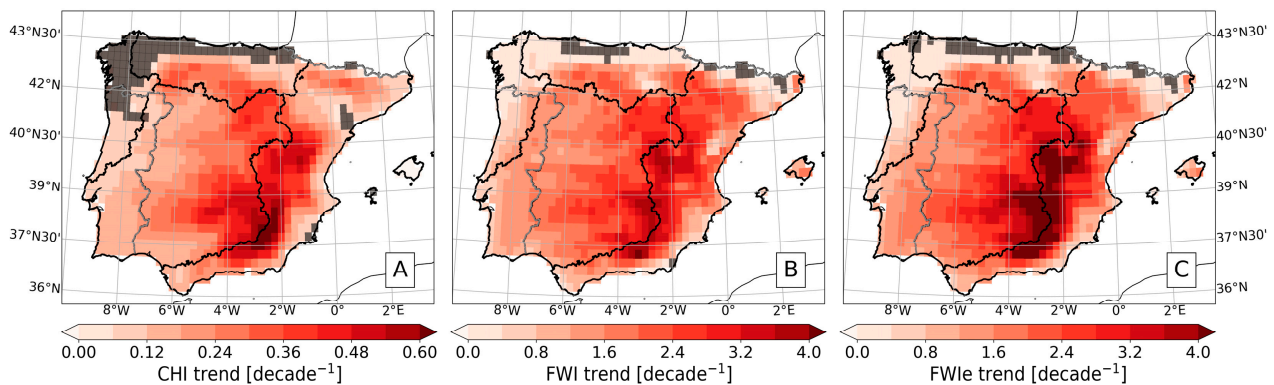 43°N30'
42°N
40°N30'
39°N
37°N30'
36°N
8°W 6°W 4°W 2°W 0° 2°E
A
0.00 0.12 0.24 0.36 0.48 0.60
CHI trend [decade⁻¹]
8°W 6°W 4°W 2°W 0° 2°E
B
0.0 0.8 1.6 2.4 3.2 4.0
FWI trend [decade⁻¹]
43°N30'
42°N
40°N30'
39°N
37°N30'
36°N
8°W 6°W 4°W 2°W 0° 2°E
C
0.0 0.8 1.6 2.4 3.2 4.0
FWIe trend [decade⁻¹]